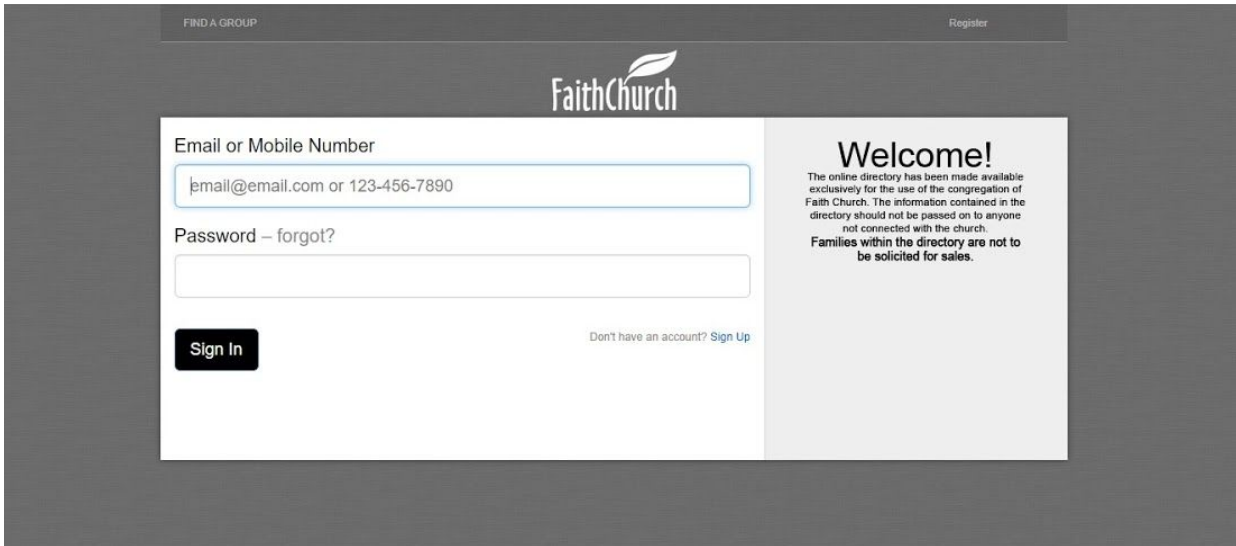 FIND A GROUP
Register
FaithChurch
Email or Mobile Number
email@email.com or 123-456-7890
Password – forgot?
Sign In
Don't have an account? Sign Up
Welcome!
The online directory has been made available
exclusively for the use of the congregation of
Faith Church. The information contained in the
directory should not be passed on to anyone
not connected with the church.
Families within the directory are not to
be solicited for sales.